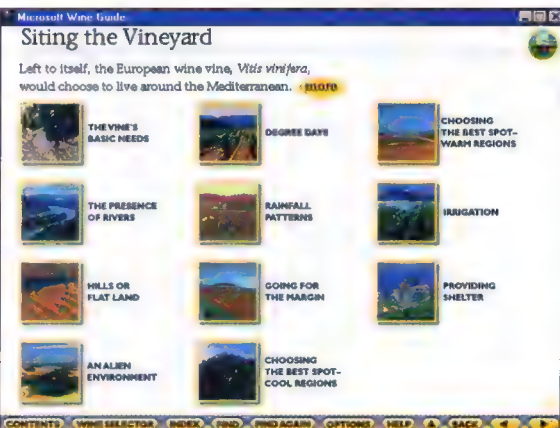 Microsoft Wine Guide
Siting the Vineyard
Left to itself, the European wine vine, Vitis vinifera,
would choose to live around the Mediterranean. more
THE VINE'S
BASIC NEEDS
DEGREE DAYS
CHOOSING
THE BEST SPOT-
WARM REGIONS
THE PRESENCE
OF RIVERS
RAINFALL
PATTERNS
IRRIGATION
HILLS OR
FLAT LAND
GOING FOR
THE MARGIN
PROVIDING
SHELTER
AN ALIEN
ENVIRONMENT
CHOOSING
THE BEST SPOT-
COOL REGIONS
CONTENTS WINE SELECTOR INDEX FIND FIND AGAIN OPTIONS HELP BACK